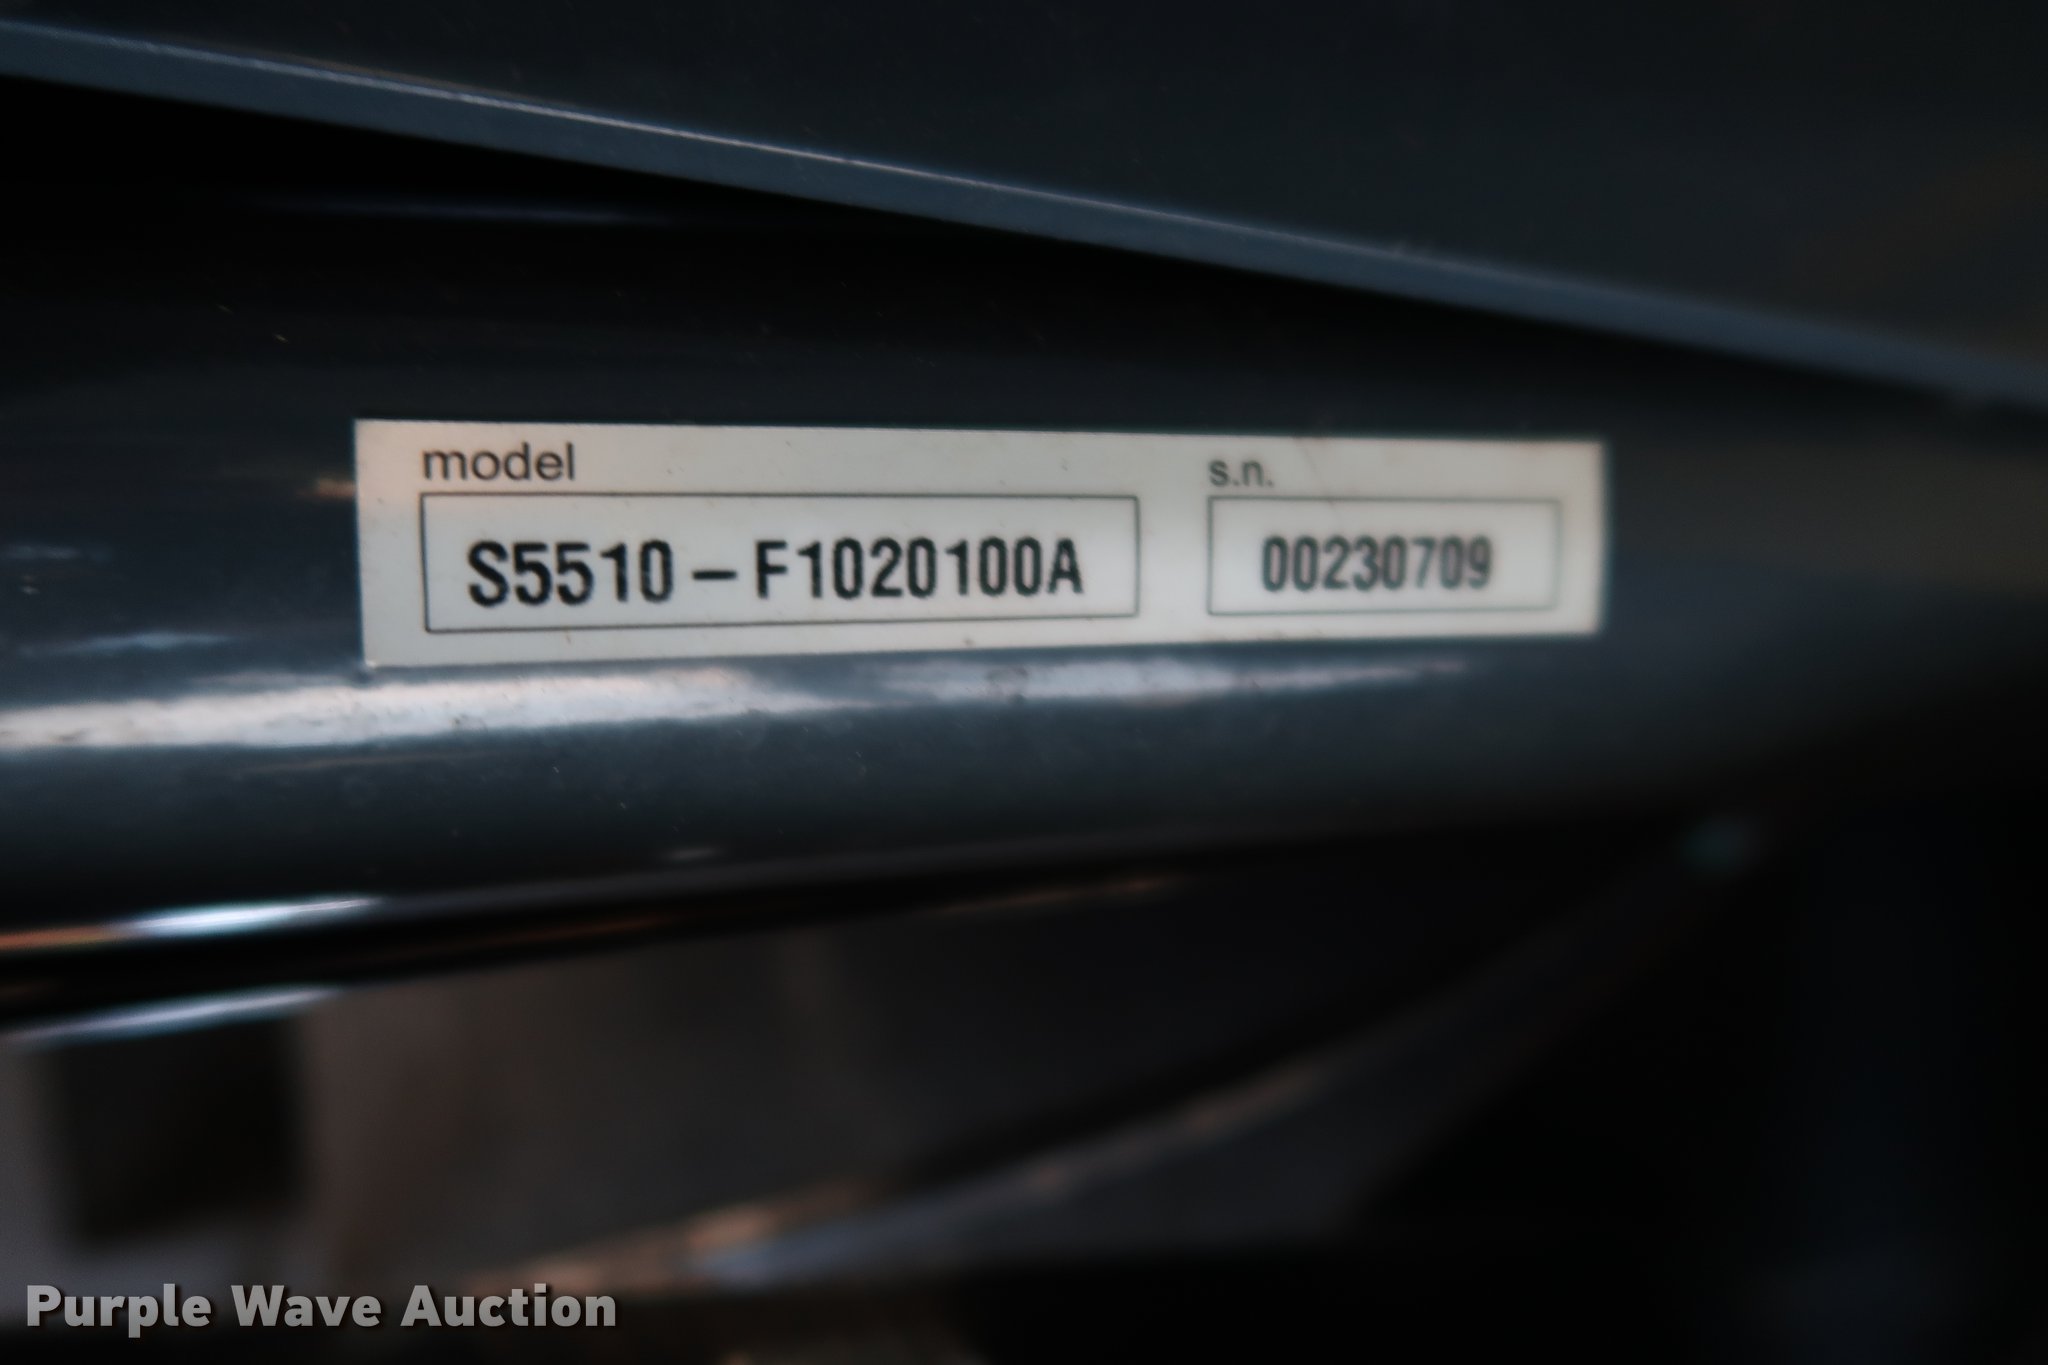 model
S5510-F1020100A
s.n.
00230709
Purple Wave Auction